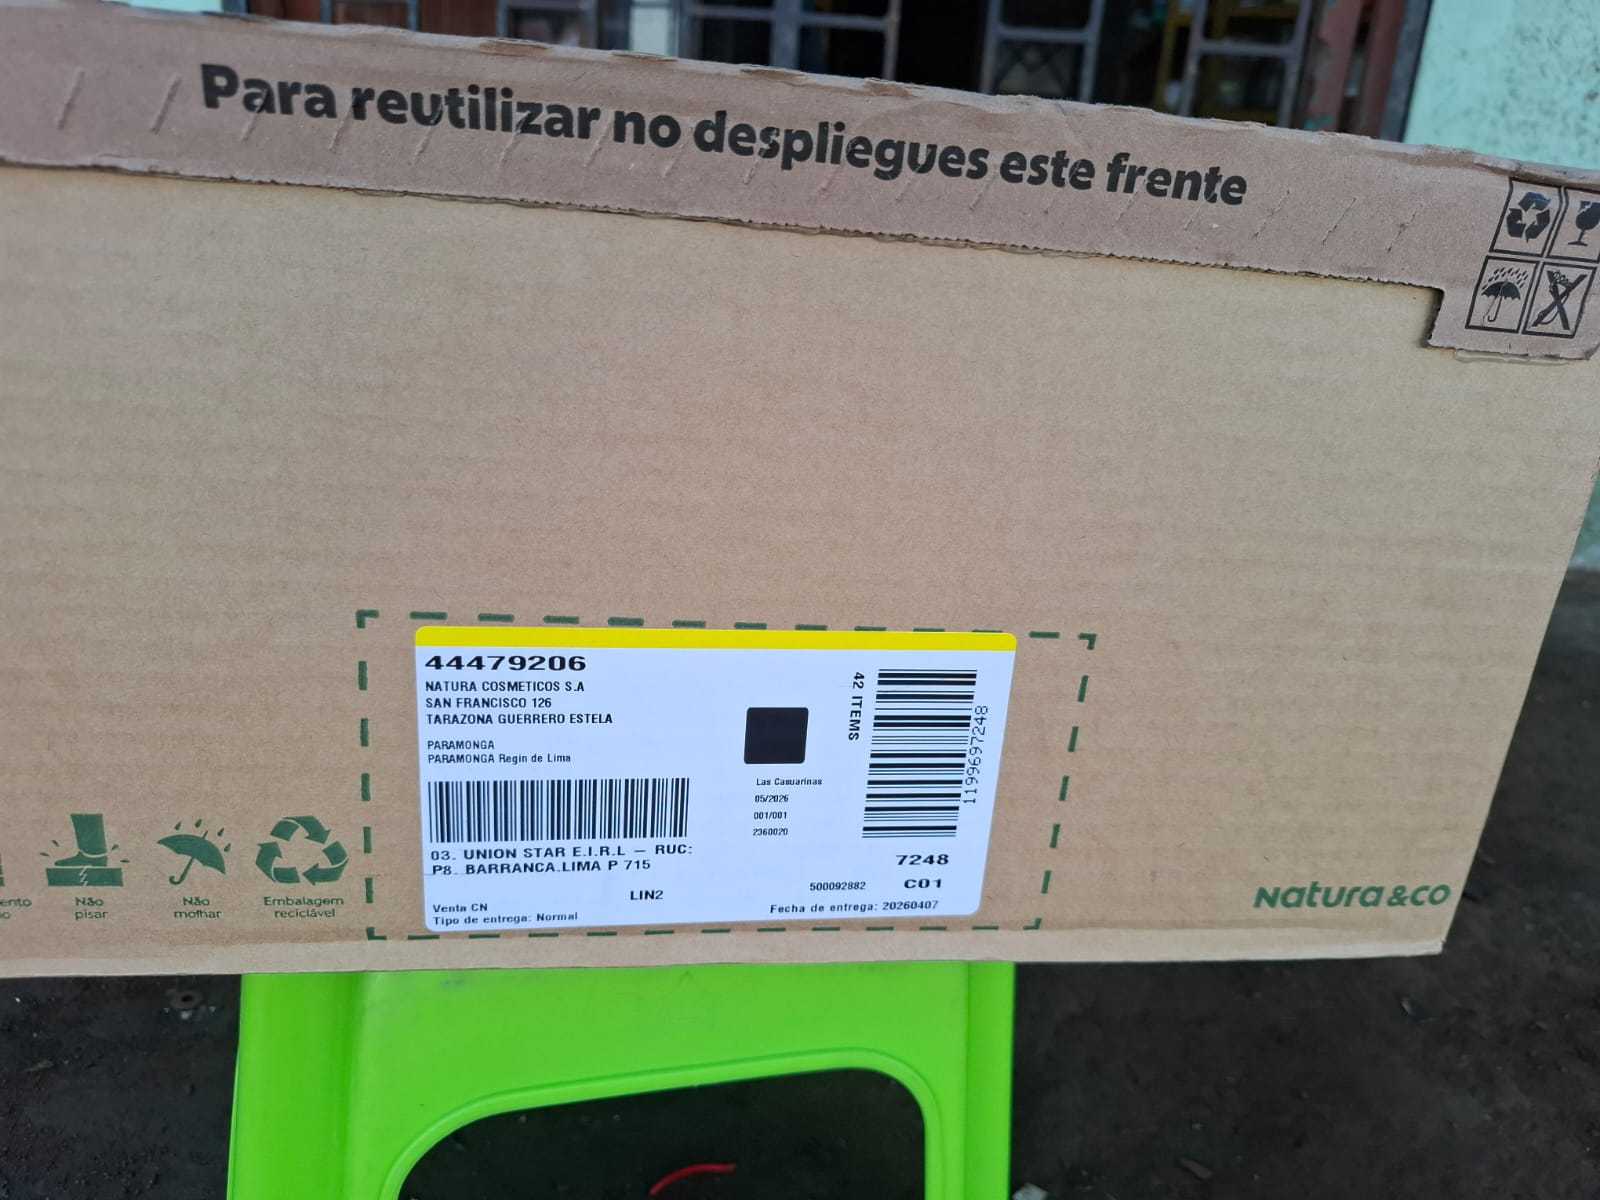 Para reutilizar no despliegues este frente
44479206
NATURA COSMETICOS S.A
SAN FRANCISCO 126
TARAZONA GUERRERO ESTELA
PARAMONGA
PARAMONGA Regin de Lima
42 ITEMS
1199697248
Las Casuarinas
05/2026
001/001
2360020
03. UNION STAR E.I.R.L – RUC:
P8. BARRANCA.LIMA P 715
7248
LIN2
500092882
C01
Venta CN
Fecha de entrega: 20260407
Tipo de entrega: Normal
Não
pisar
Não
molhar
Embalagem
reciclável
Natura &CO